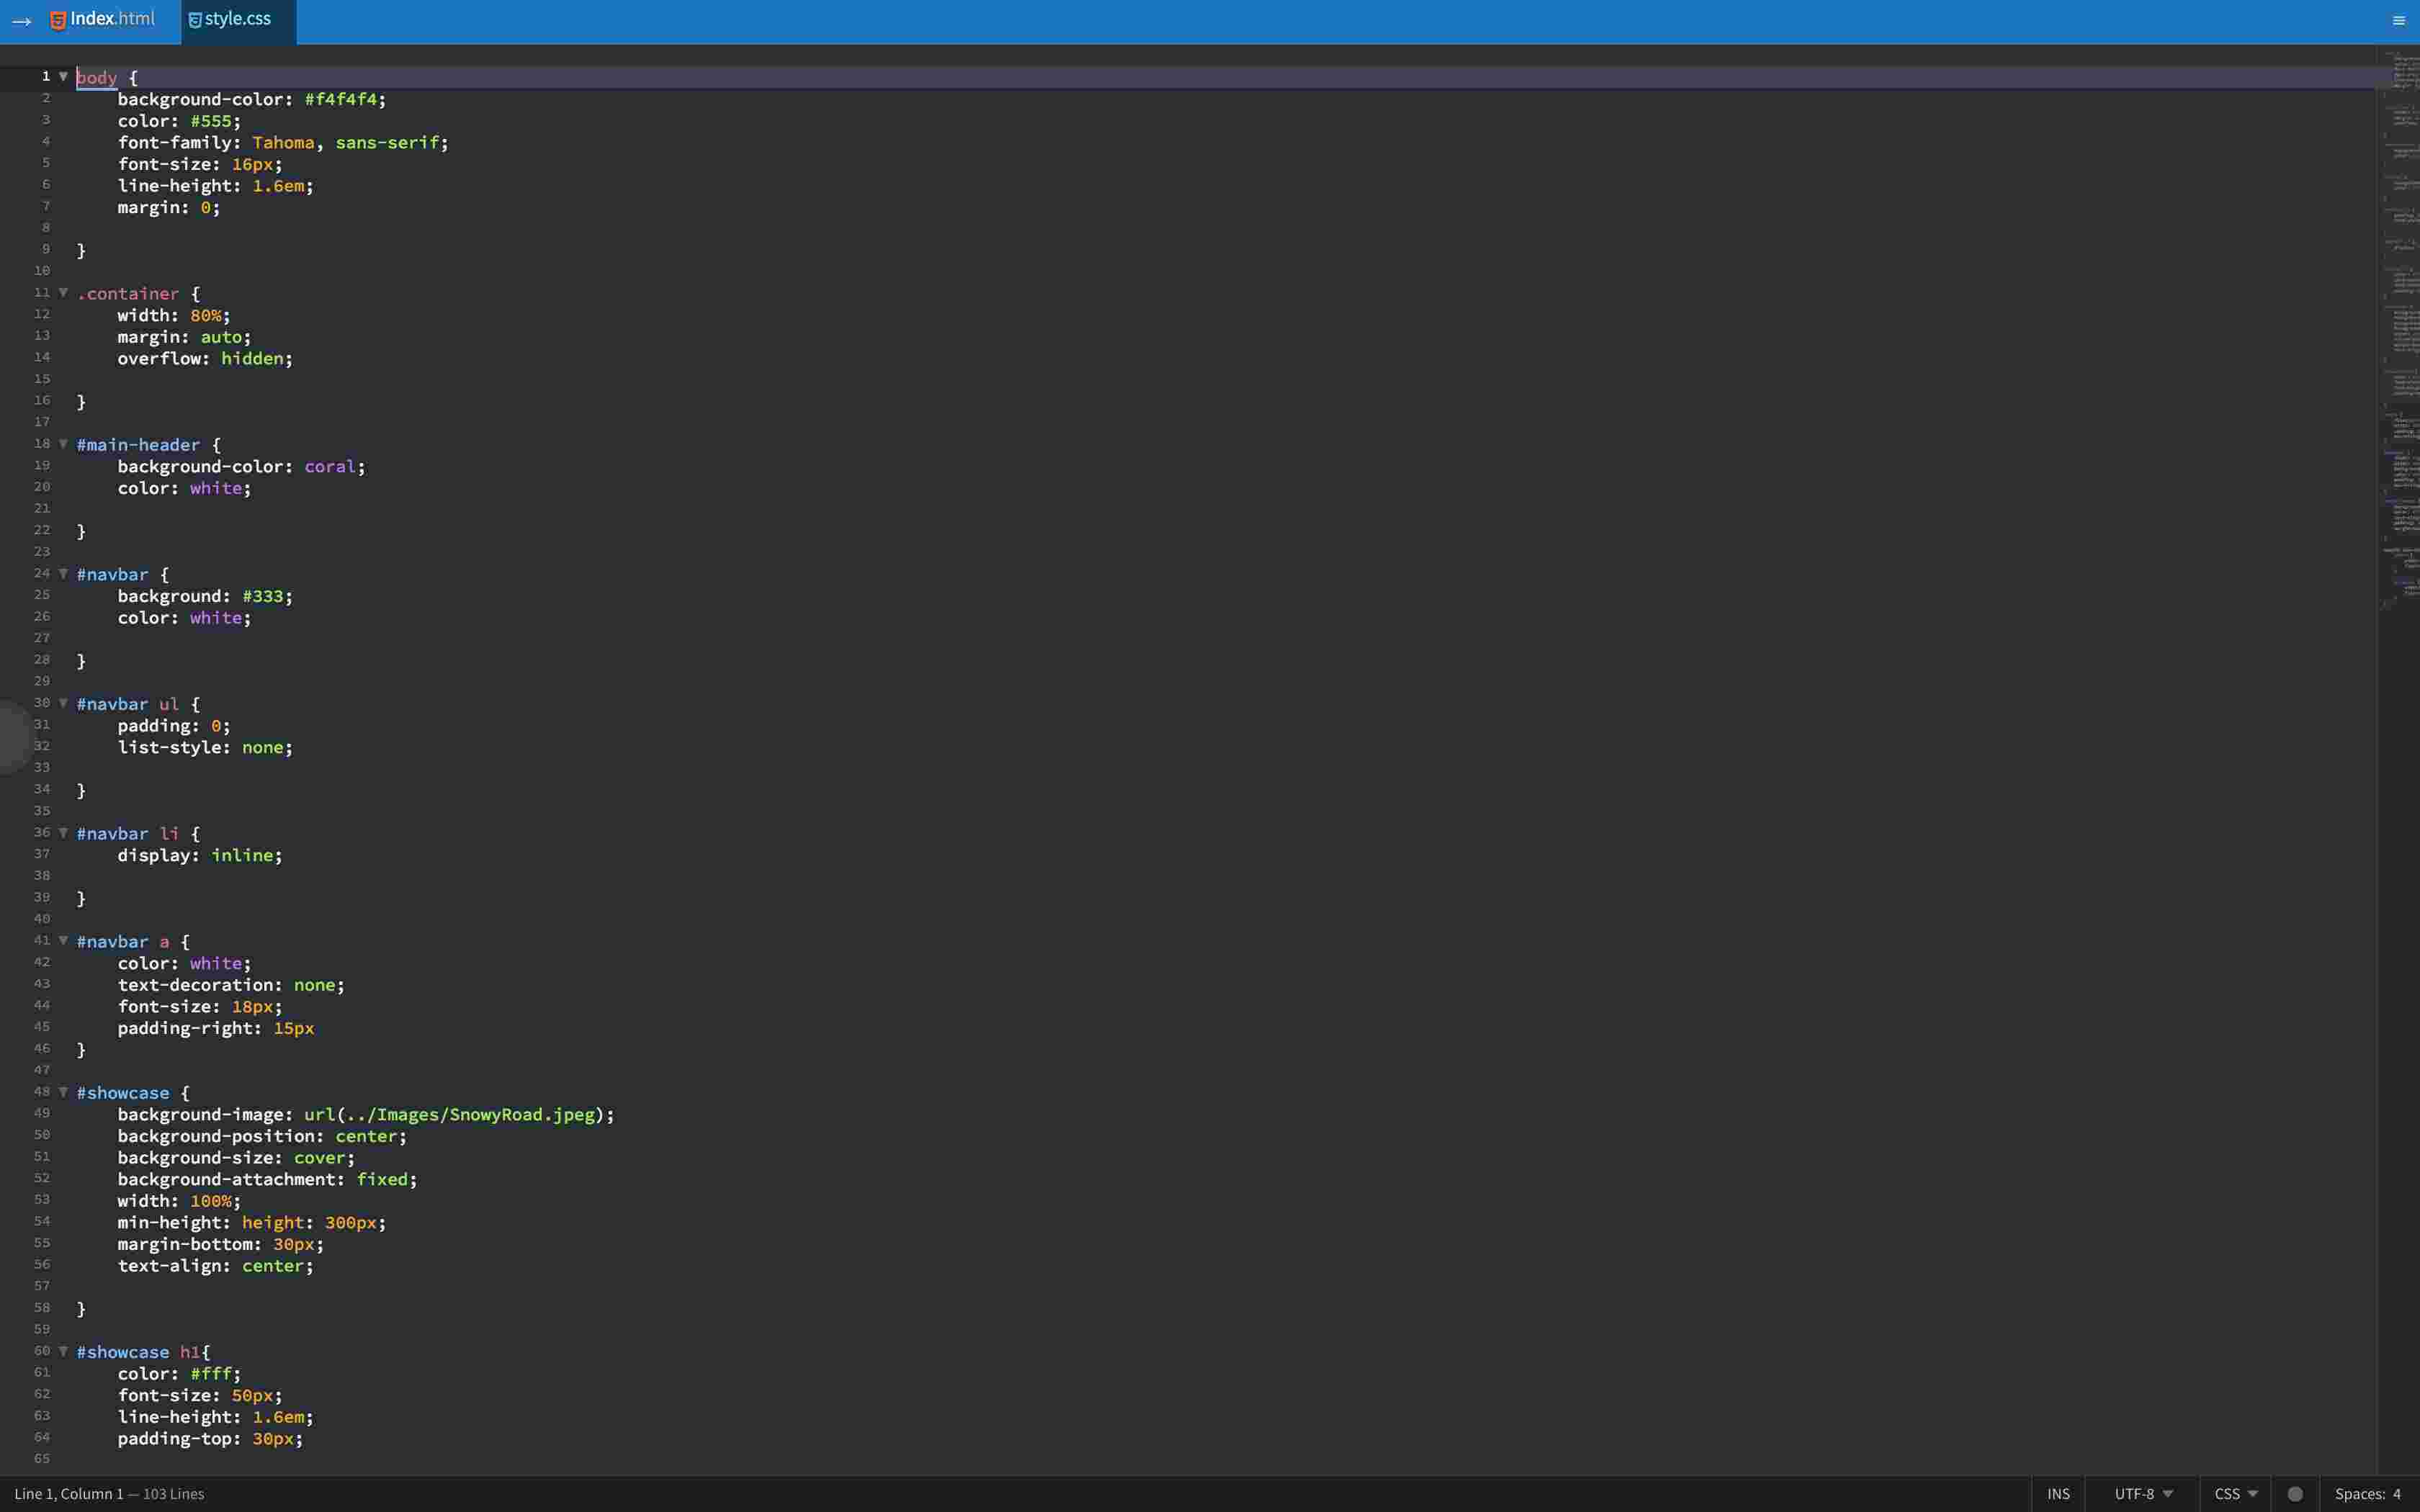 → Index.html style.css ≡
1 ▼ body {
2     background-color: #f4f4f4;
3     color: #555;
4     font-family: Tahoma, sans-serif;
5     font-size: 16px;
6     line-height: 1.6em;
7     margin: 0;
8
9 }
10
11 ▼ .container {
12     width: 80%;
13     margin: auto;
14     overflow: hidden;
15
16 }
17
18 ▼ #main-header {
19     background-color: coral;
20     color: white;
21
22 }
23
24 ▼ #navbar {
25     background: #333;
26     color: white;
27
28 }
29
30 ▼ #navbar ul {
31     padding: 0;
32     list-style: none;
33
34 }
35
36 ▼ #navbar li {
37     display: inline;
38
39 }
40
41 ▼ #navbar a {
42     color: white;
43     text-decoration: none;
44     font-size: 18px;
45     padding-right: 15px
46 }
47
48 ▼ #showcase {
49     background-image: url(../Images/SnowyRoad.jpeg);
50     background-position: center;
51     background-size: cover;
52     background-attachment: fixed;
53     width: 100%;
54     min-height: height: 300px;
55     margin-bottom: 30px;
56     text-align: center;
57
58 }
59
60 ▼ #showcase h1{
61     color: #fff;
62     font-size: 50px;
63     line-height: 1.6em;
64     padding-top: 30px;
65
Line 1, Column 1 — 103 Lines INS UTF-8 ▼ CSS ▼ Spaces: 4